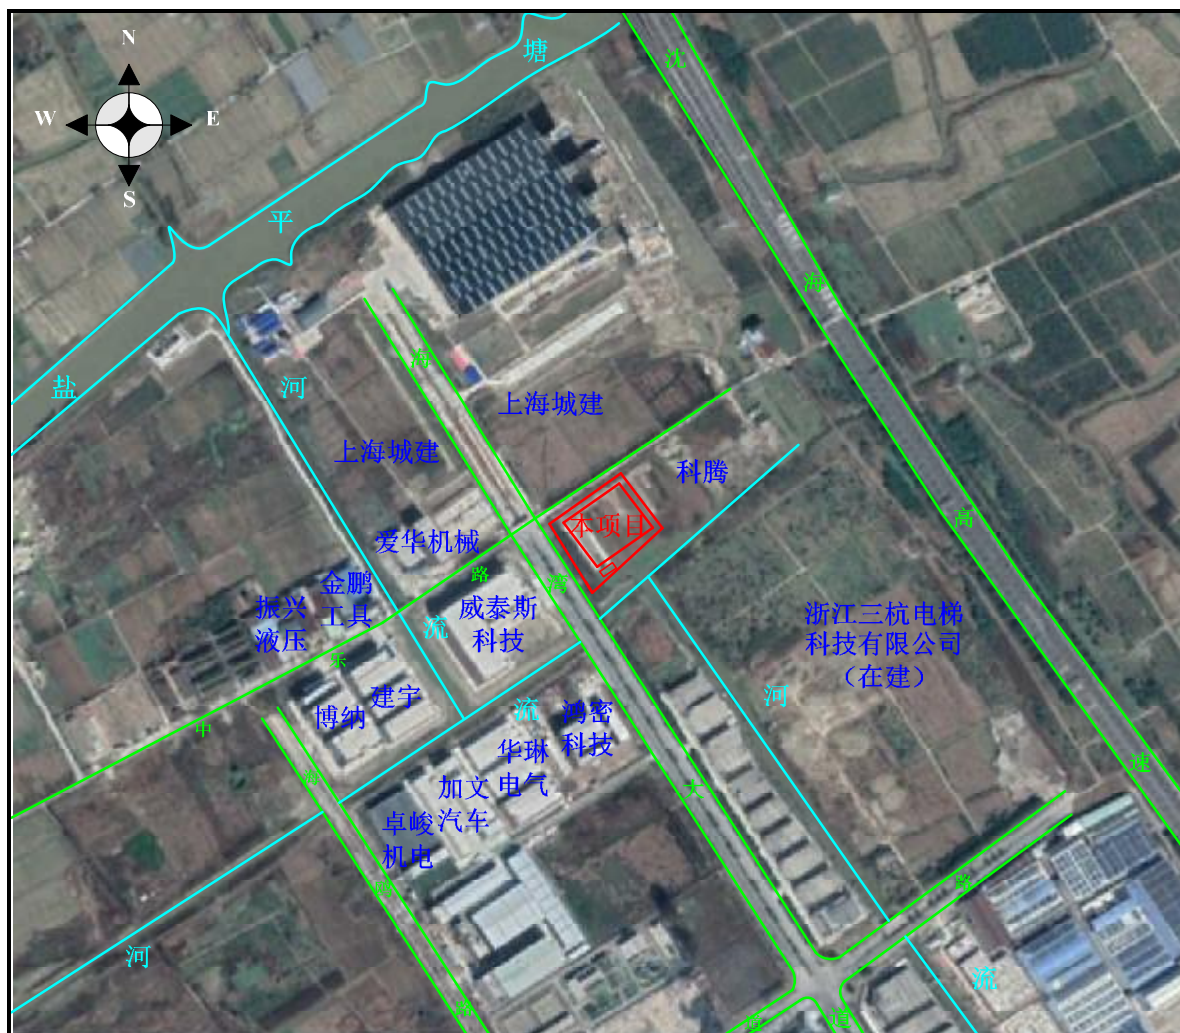 N
W
E
S
塘
平
盐
沈
海
高
速
河
海
湾
大
道
上海城建
上海城建
科腾
本项目
爱华机械
路
东
中
金鹏
工具
振兴
液压
流
威泰斯
科技
浙江三杭电梯
科技有限公司
（在建）
河
流
建宇
博纳
流
鸿密
科技
华琳
电气
加文
汽车
卓峻
机电
路
路
河